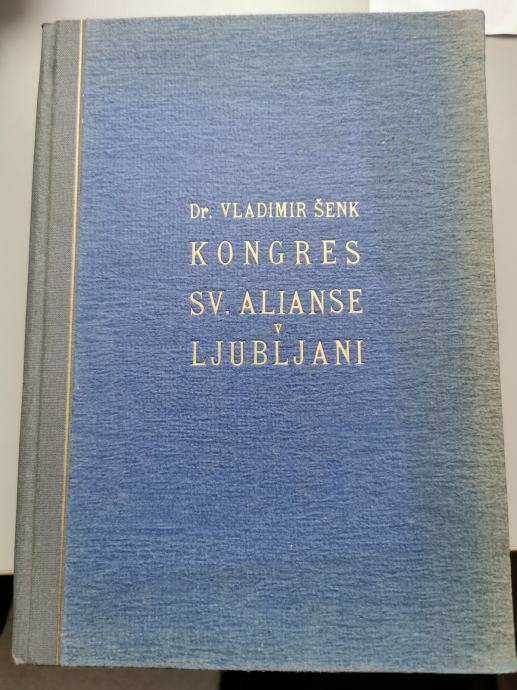 Dr. VLADIMIR ŠENK
KONGRES
SV. ALIANSE
V
LJUBLJANI